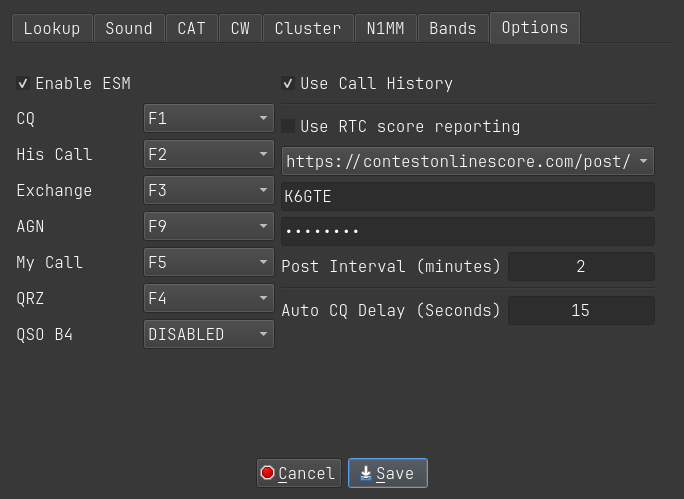 Lookup Sound CAT CW Cluster N1MM Bands Options
Enable ESM Use Call History
CQ F1
Use RTC score reporting
His Call F2
https://contestonlinescore.com/post/
Exchange F3
K6GTE
AGN F9
••••••••
My Call F5
Post Interval (minutes) 2
QRZ F4
Auto CQ Delay (Seconds) 15
QSO B4 DISABLED
Cancel Save